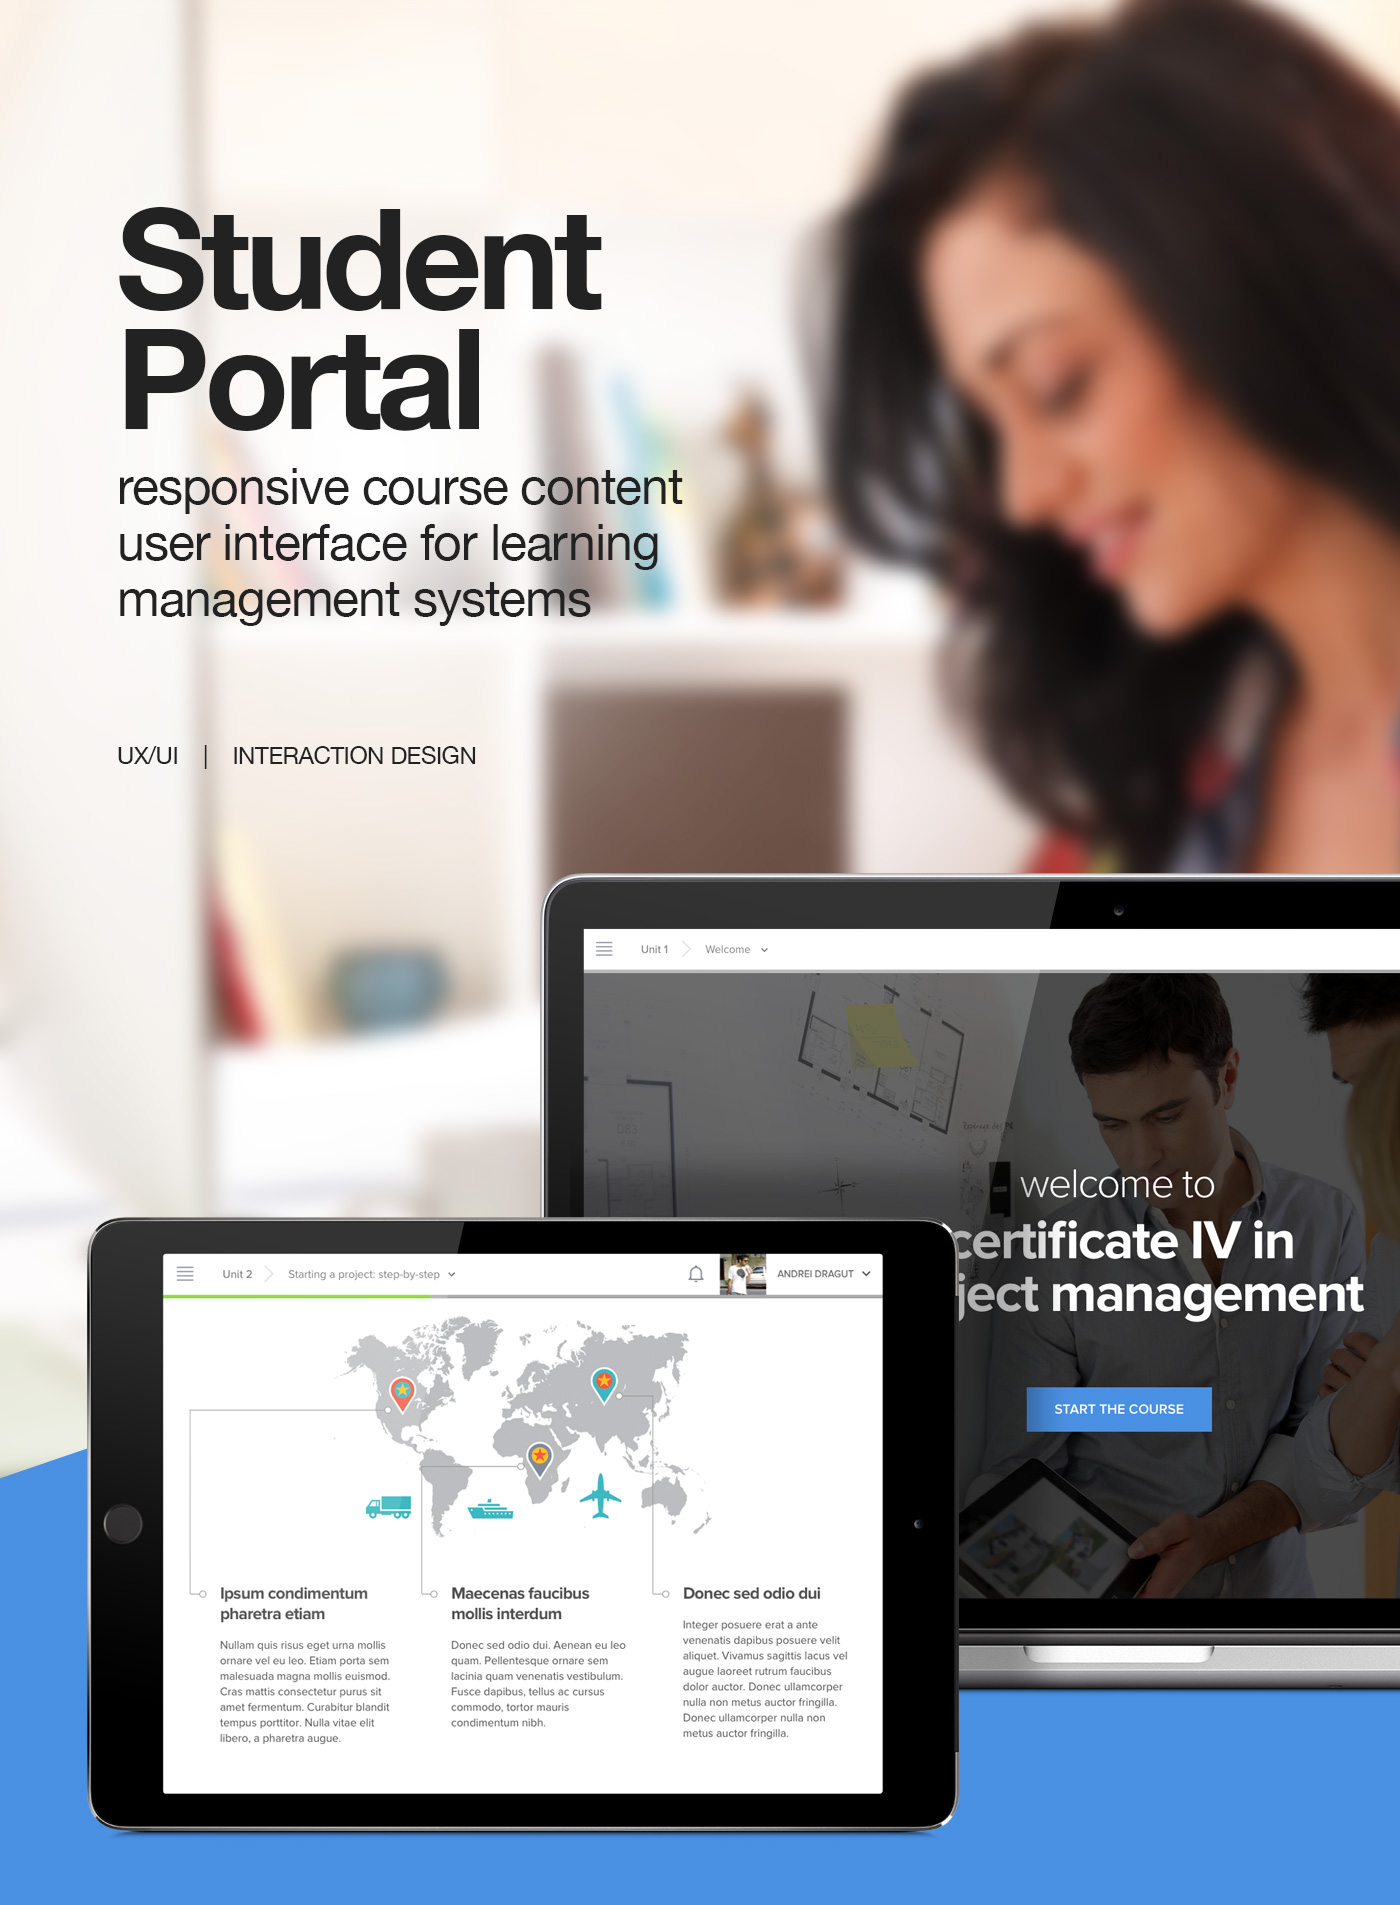 Student
Portal
responsive course content
user interface for learning
management systems
UX/UI | INTERACTION DESIGN
Unit 1 Welcome
welcome to
certificate IV in
ject management
START THE COURSE
Unit 2 Starting a project: step-by-step ANDREI DRAGUT
Ipsum condimentum
pharetra etiam
Nullam quis risus eget urna mollis
ornare vel eu leo. Etiam porta sem
malesuada magna mollis euismod.
Cras mattis consectetur purus sit
amet fermentum. Curabitur blandit
tempus porttitor. Nulla vitae elit
libero, a pharetra augue.
Maecenas faucibus
mollis interdum
Donec sed odio dui. Aenean eu leo
quam. Pellentesque ornare sem
lacinia quam venenatis vestibulum.
Fusce dapibus, tellus ac cursus
commodo, tortor mauris
condimentum nibh.
Donec sed odio dui
Integer posuere erat a ante
venenatis dapibus posuere velit
aliquet. Vivamus sagittis lacus vel
augue laoreet rutrum faucibus
dolor auctor. Donec ullamcorper
nulla non metus auctor fringilla.
Donec ullamcorper nulla non
metus auctor fringilla.